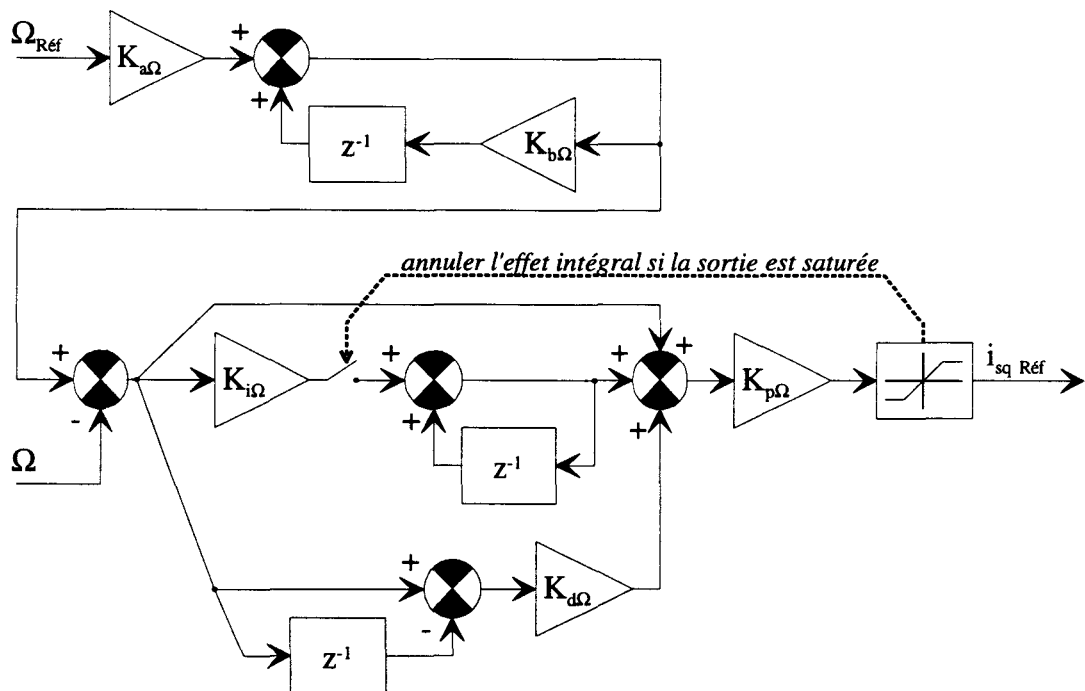 Ω_Réf
K_aΩ
+
+
z⁻¹
K_bΩ
annuler l'effet intégral si la sortie est saturée
+
-
Ω
K_iΩ
+
+
z⁻¹
+
+
+
K_pΩ
i_sq Réf
+
-
K_dΩ
z⁻¹